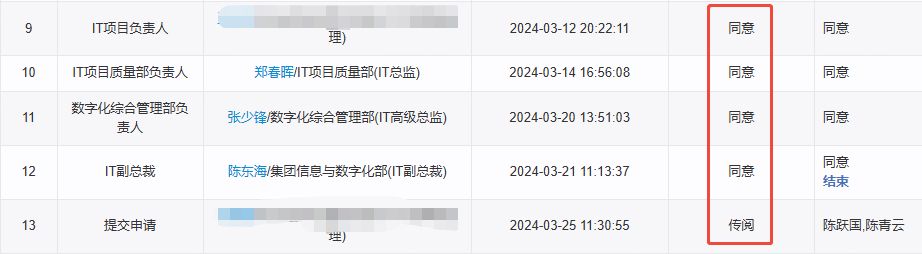 9 IT项目负责人 理) 2024-03-12 20:22:11 同意 同意
10 IT项目质量部负责人 郑春晖/IT项目质量部(IT总监) 2024-03-14 16:56:08 同意 同意
11 数字化综合管理部负责人 张少锋/数字化综合管理部(IT高级总监) 2024-03-20 13:51:03 同意 同意
12 IT副总裁 陈东海/集团信息与数字化部(IT副总裁) 2024-03-21 11:13:37 同意 同意
结束
13 提交申请 理) 2024-03-25 11:30:55 传阅 陈跃国,陈青云